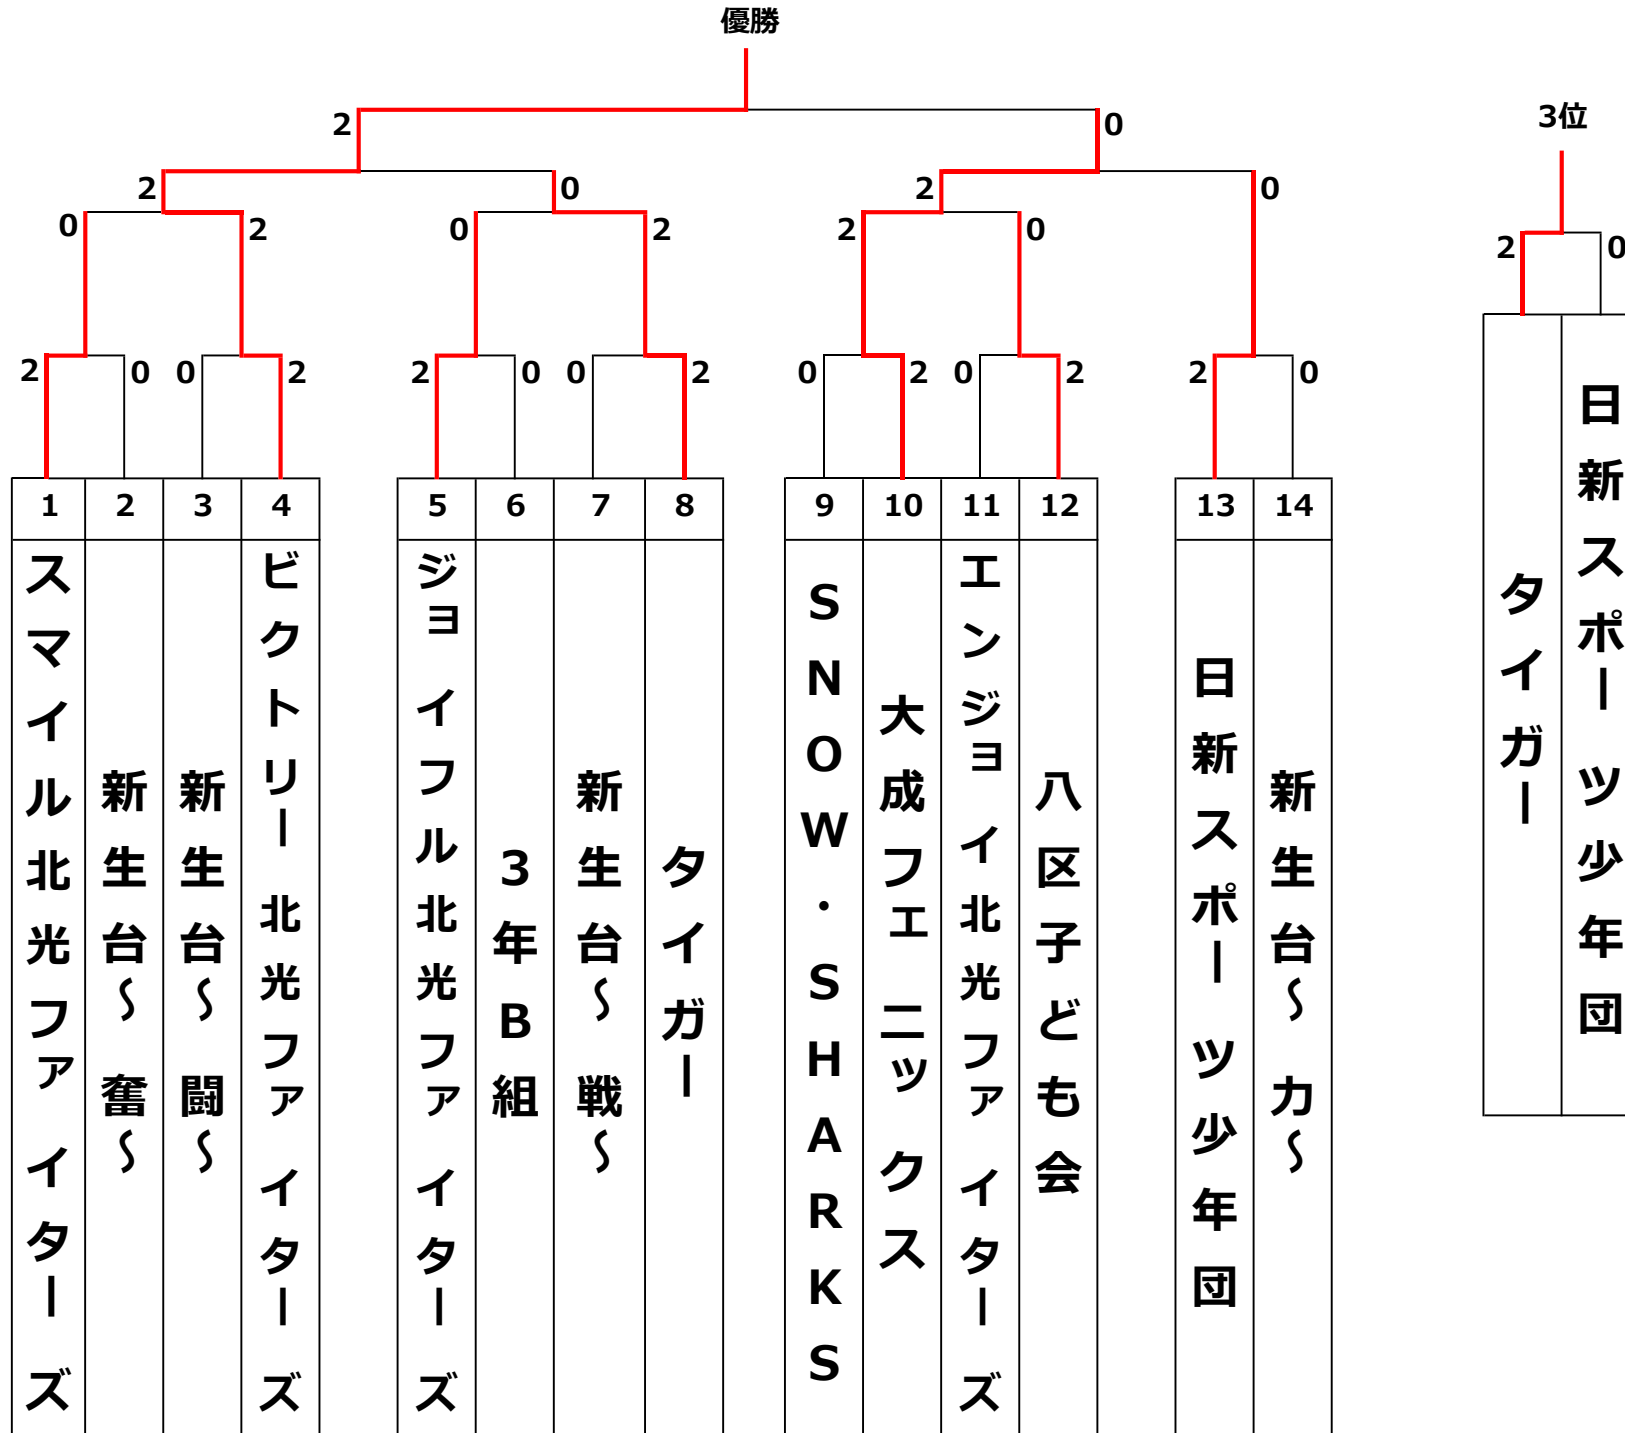 優勝
2
0
3位
2
0
2
0
0
2
0
2
2
0
2
0
2
0
0
2
2
0
0
2
0
2
0
2
2
0
1
2
3
4
5
6
7
8
9
10
11
12
13
14
スマイル北光ファイターズ
新生台～奮～
新生台～闘～
ビクトリー北光ファイターズ
ジョイフル北光ファイターズ
3年B組
新生台～戦～
タイガー
SNOW・SHARKS
大成フェニックス
エンジョイ北光ファイターズ
八区子ども会
日新スポーツ少年団
新生台～力～
タイガー
日新スポーツ少年団